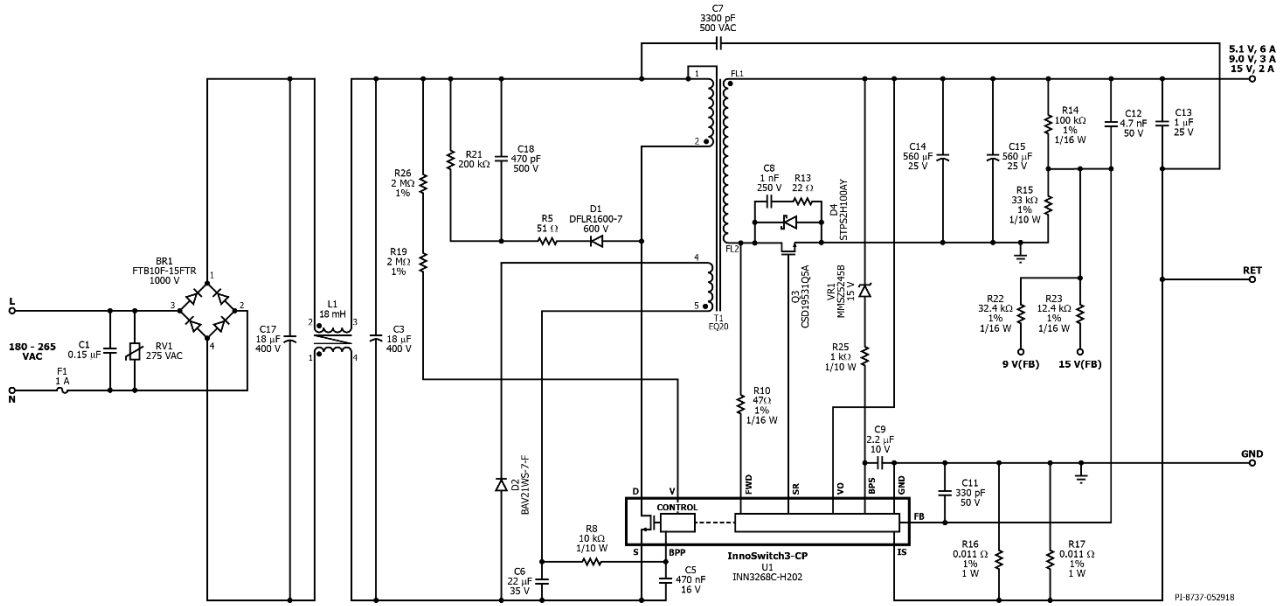 C7
3300 pF
500 VAC
5.1 V, 6 A
9.0 V, 3 A
15 V, 2 A
1
FL1
R14
100 kΩ
1%
1/16 W
C12
4.7 nF
50 V
C13
1 µF
25 V
R21
200 kΩ
C18
470 pF
500 V
2
C14
560 µF
25 V
C15
560 µF
25 V
R26
2 MΩ
1%
C8
1 nF
250 V
R13
22 Ω
D4
STPS2H100AY
R15
33 kΩ
1%
1/10 W
R5
51 Ω
D1
DFLR1600-7
600 V
FL2
R19
2 MΩ
1%
BR1
FTB10F-15FTR
1000 V
1
3
2
4
4
5
T1
EQ20
Q3
CSD19531Q5A
VR1
MMSZ5245B
15 V
RET
L
180 - 265
VAC
N
C1
0.15 µF
RV1
275 VAC
F1
1 A
C17
18 µF
400 V
L1
18 mH
2
3
1
4
C3
18 µF
400 V
R22
32.4 kΩ
1%
1/16 W
R23
12.4 kΩ
1%
1/16 W
9 V(FB)
15 V(FB)
R25
1 kΩ
1/10 W
R10
47Ω
1%
1/16 W
C9
2.2 µF
10 V
GND
D2
BAV21WS-7-F
D
V
FWD
SR
VO
BPS
GND
CONTROL
FB
C11
330 pF
50 V
R8
10 kΩ
1/10 W
S
BPP
InnoSwitch3-CP
U1
INN3268C-H202
IS
R16
0.011 Ω
1%
1 W
R17
0.011 Ω
1%
1 W
C6
22 µF
35 V
C5
470 nF
16 V
PI-8737-052918